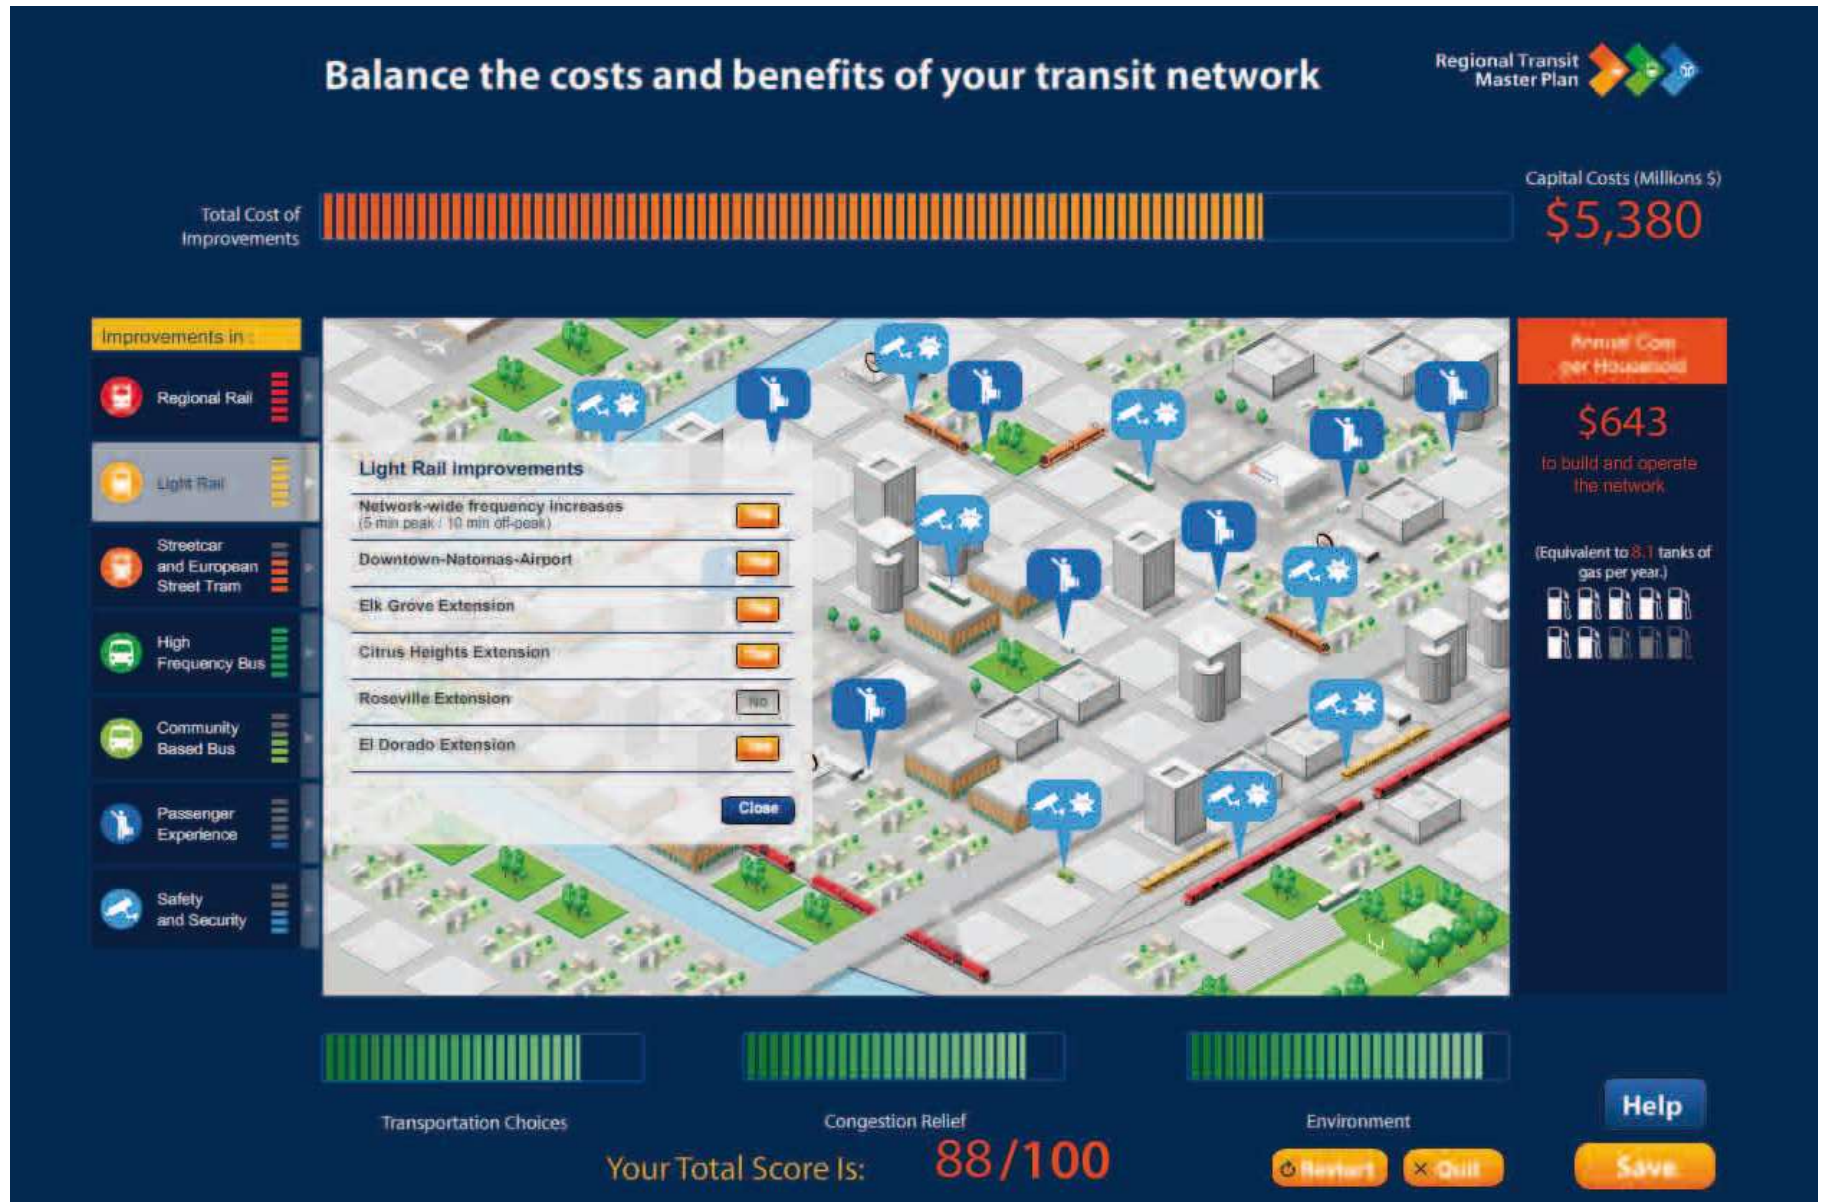 Balance the costs and benefits of your transit network
Regional Transit
Master Plan
Total Cost of
Improvements
Capital Costs (Millions $)
$5,380
Improvements in :
Regional Rail
Light Rail
Streetcar
and European
Street Tram
High
Frequency Bus
Community
Based Bus
Passenger
Experience
Safety
and Security
Light Rail improvements
Network-wide frequency increases
(5 min peak / 10 min off-peak)
Downtown-Natomas-Airport
Elk Grove Extension
Citrus Heights Extension
Roseville Extension
No
El Dorado Extension
Close
per Household
$643
to build and operate
the network
(Equivalent to 8.1 tanks of
gas per year.)
Transportation Choices
Congestion Relief
Environment
Your Total Score Is:
88/100
Restart
Quit
Help
Save